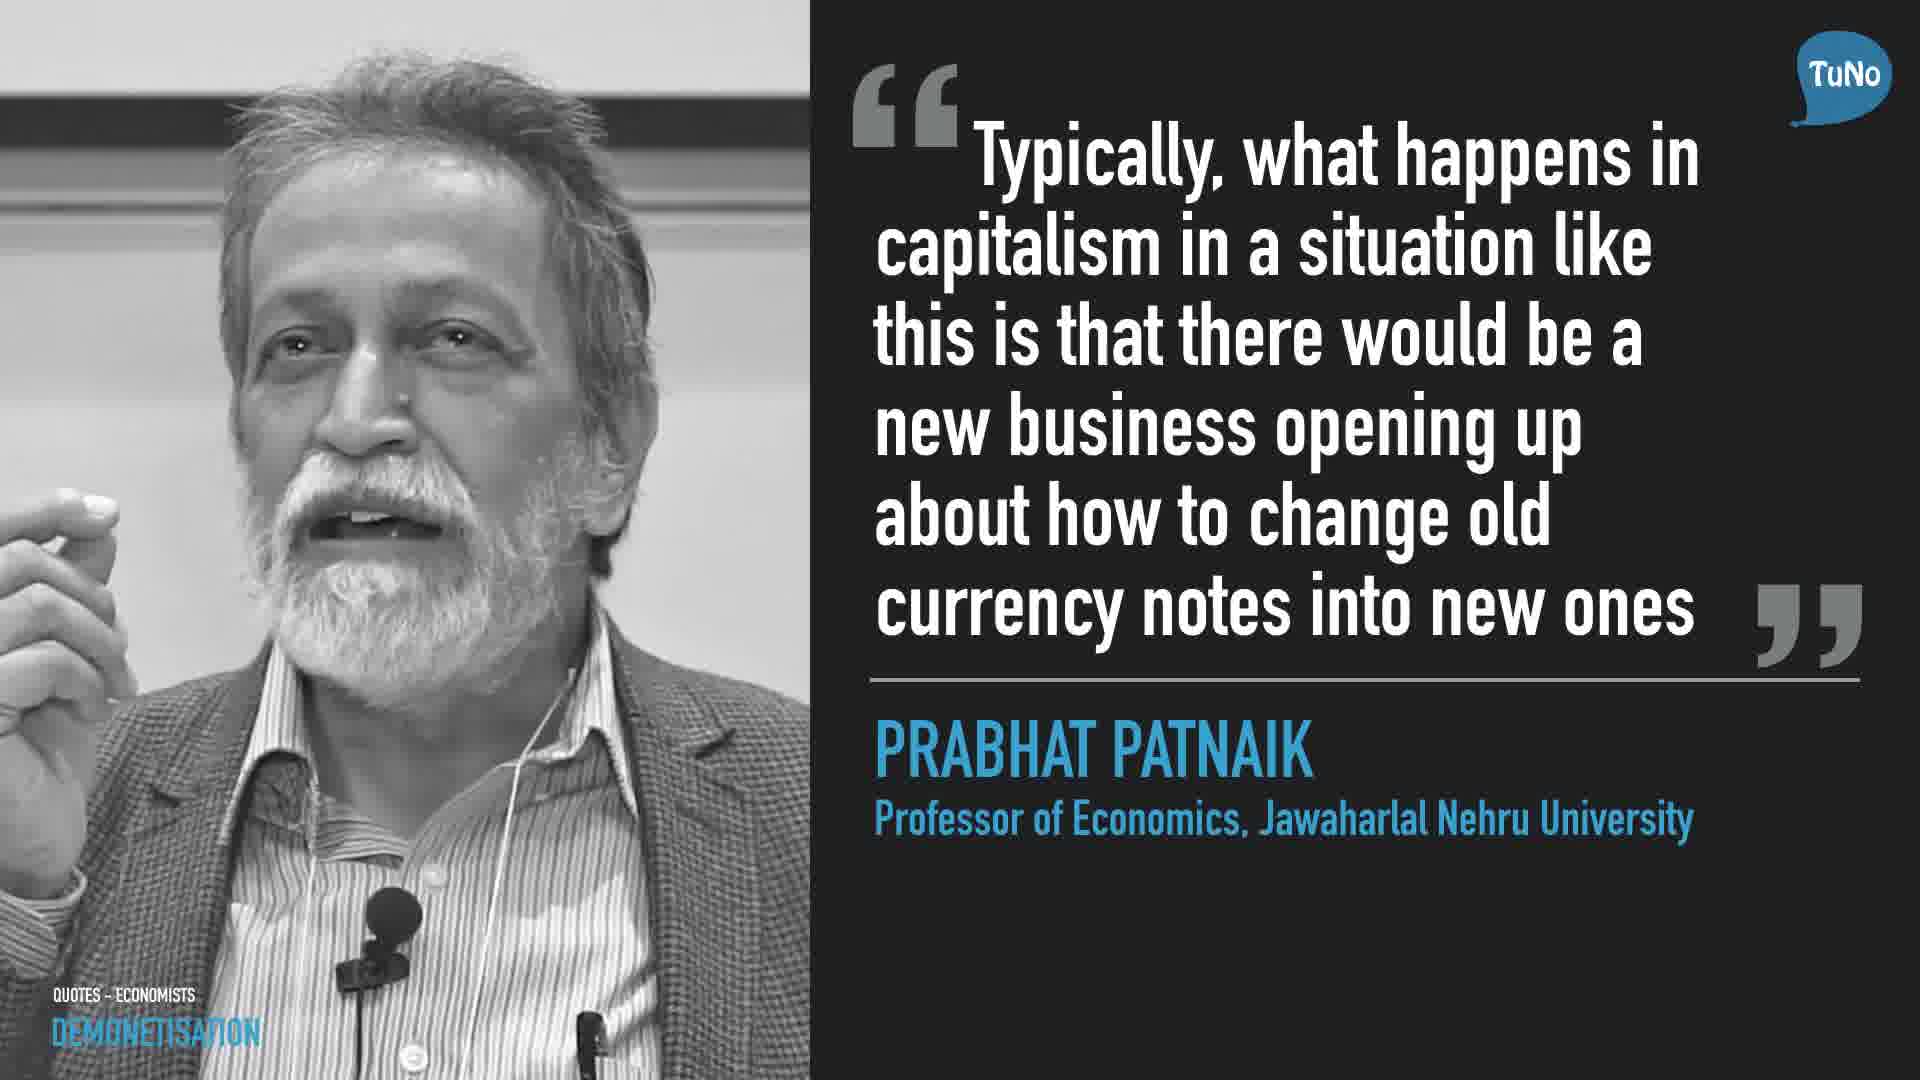 TuNo
“ Typically, what happens in
capitalism in a situation like
this is that there would be a
new business opening up
about how to change old
currency notes into new ones ”
PRABHAT PATNAIK
Professor of Economics, Jawaharlal Nehru University
QUOTES - ECONOMISTS
DEMONETISATION